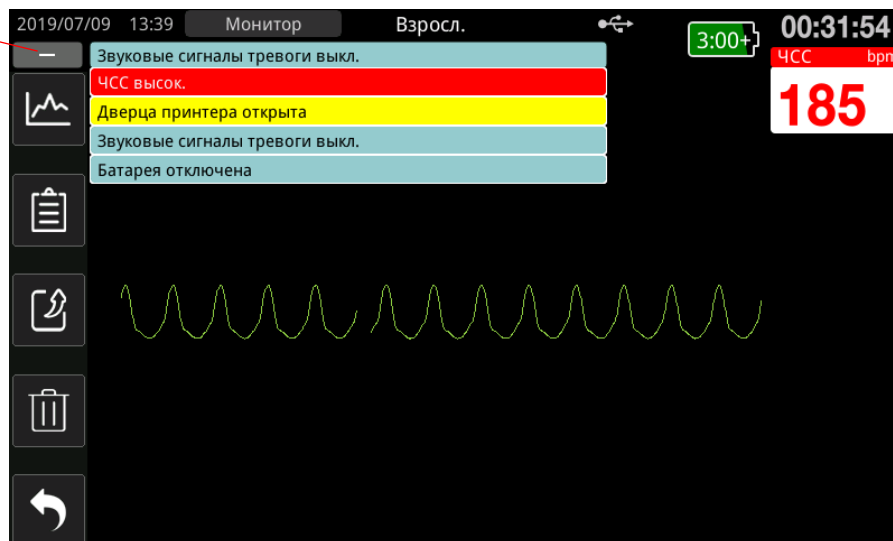 2019/07/09 13:39 Монитор Взросл. 3:00+ 00:31:54
ЧСС bpm
185
Звуковые сигналы тревоги выкл.
ЧСС высок.
Дверца принтера открыта
Звуковые сигналы тревоги выкл.
Батарея отключена